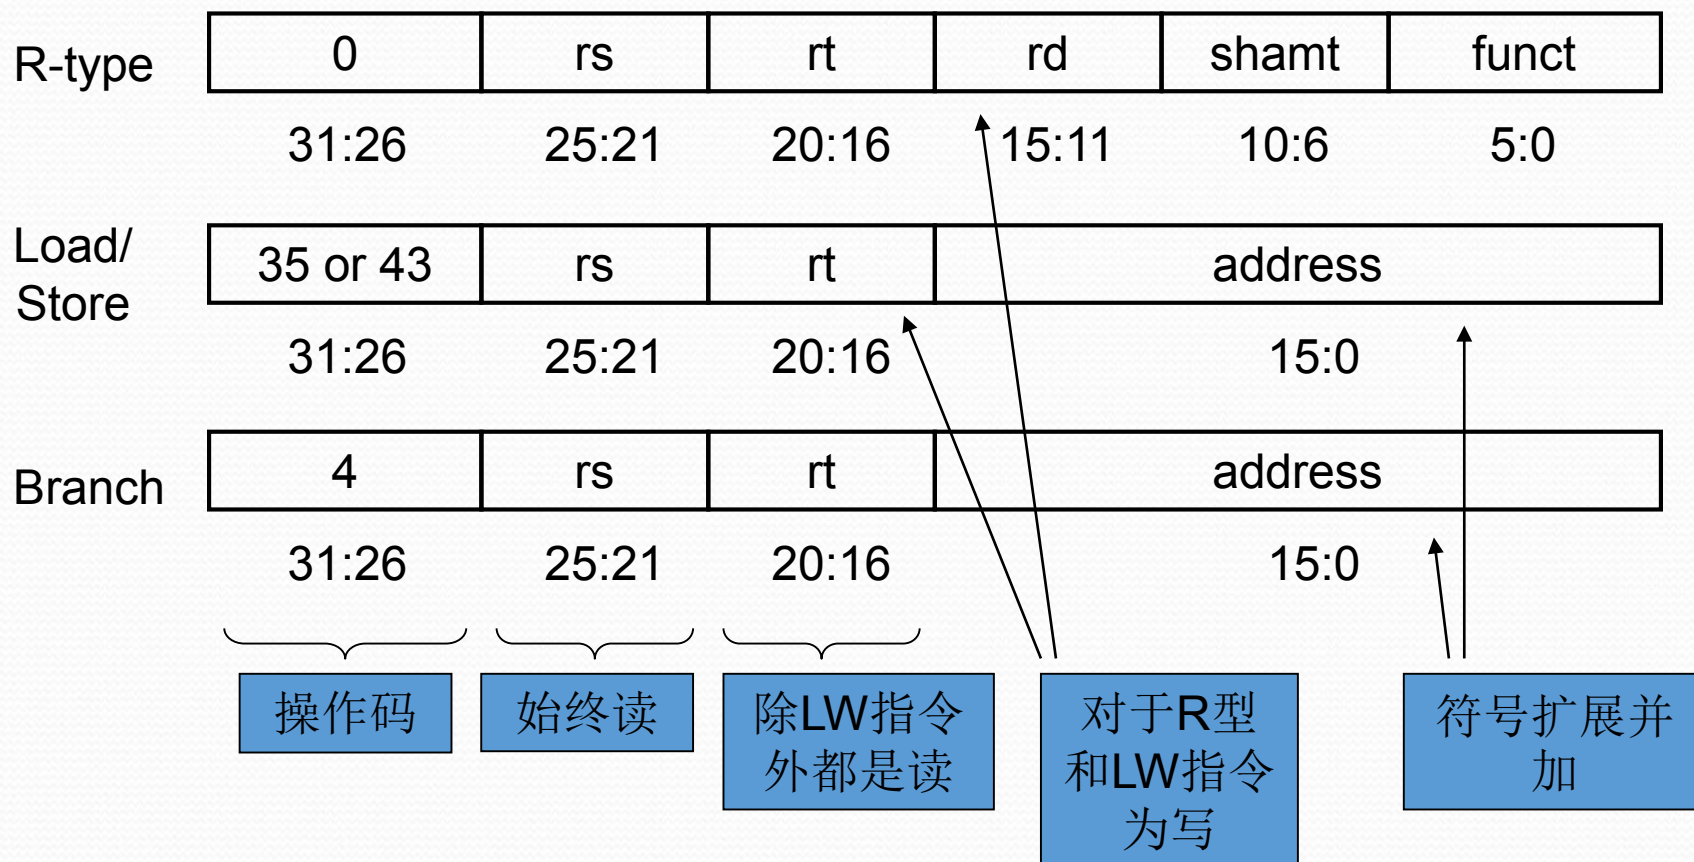 R-type 0 rs rt rd shamt funct
31:26 25:21 20:16 15:11 10:6 5:0
Load/
Store
35 or 43 rs rt address
31:26 25:21 20:16 15:0
Branch 4 rs rt address
31:26 25:21 20:16 15:0
操作码
始终读
除LW指令
外都是读
对于R型
和LW指令
为写
符号扩展并
加